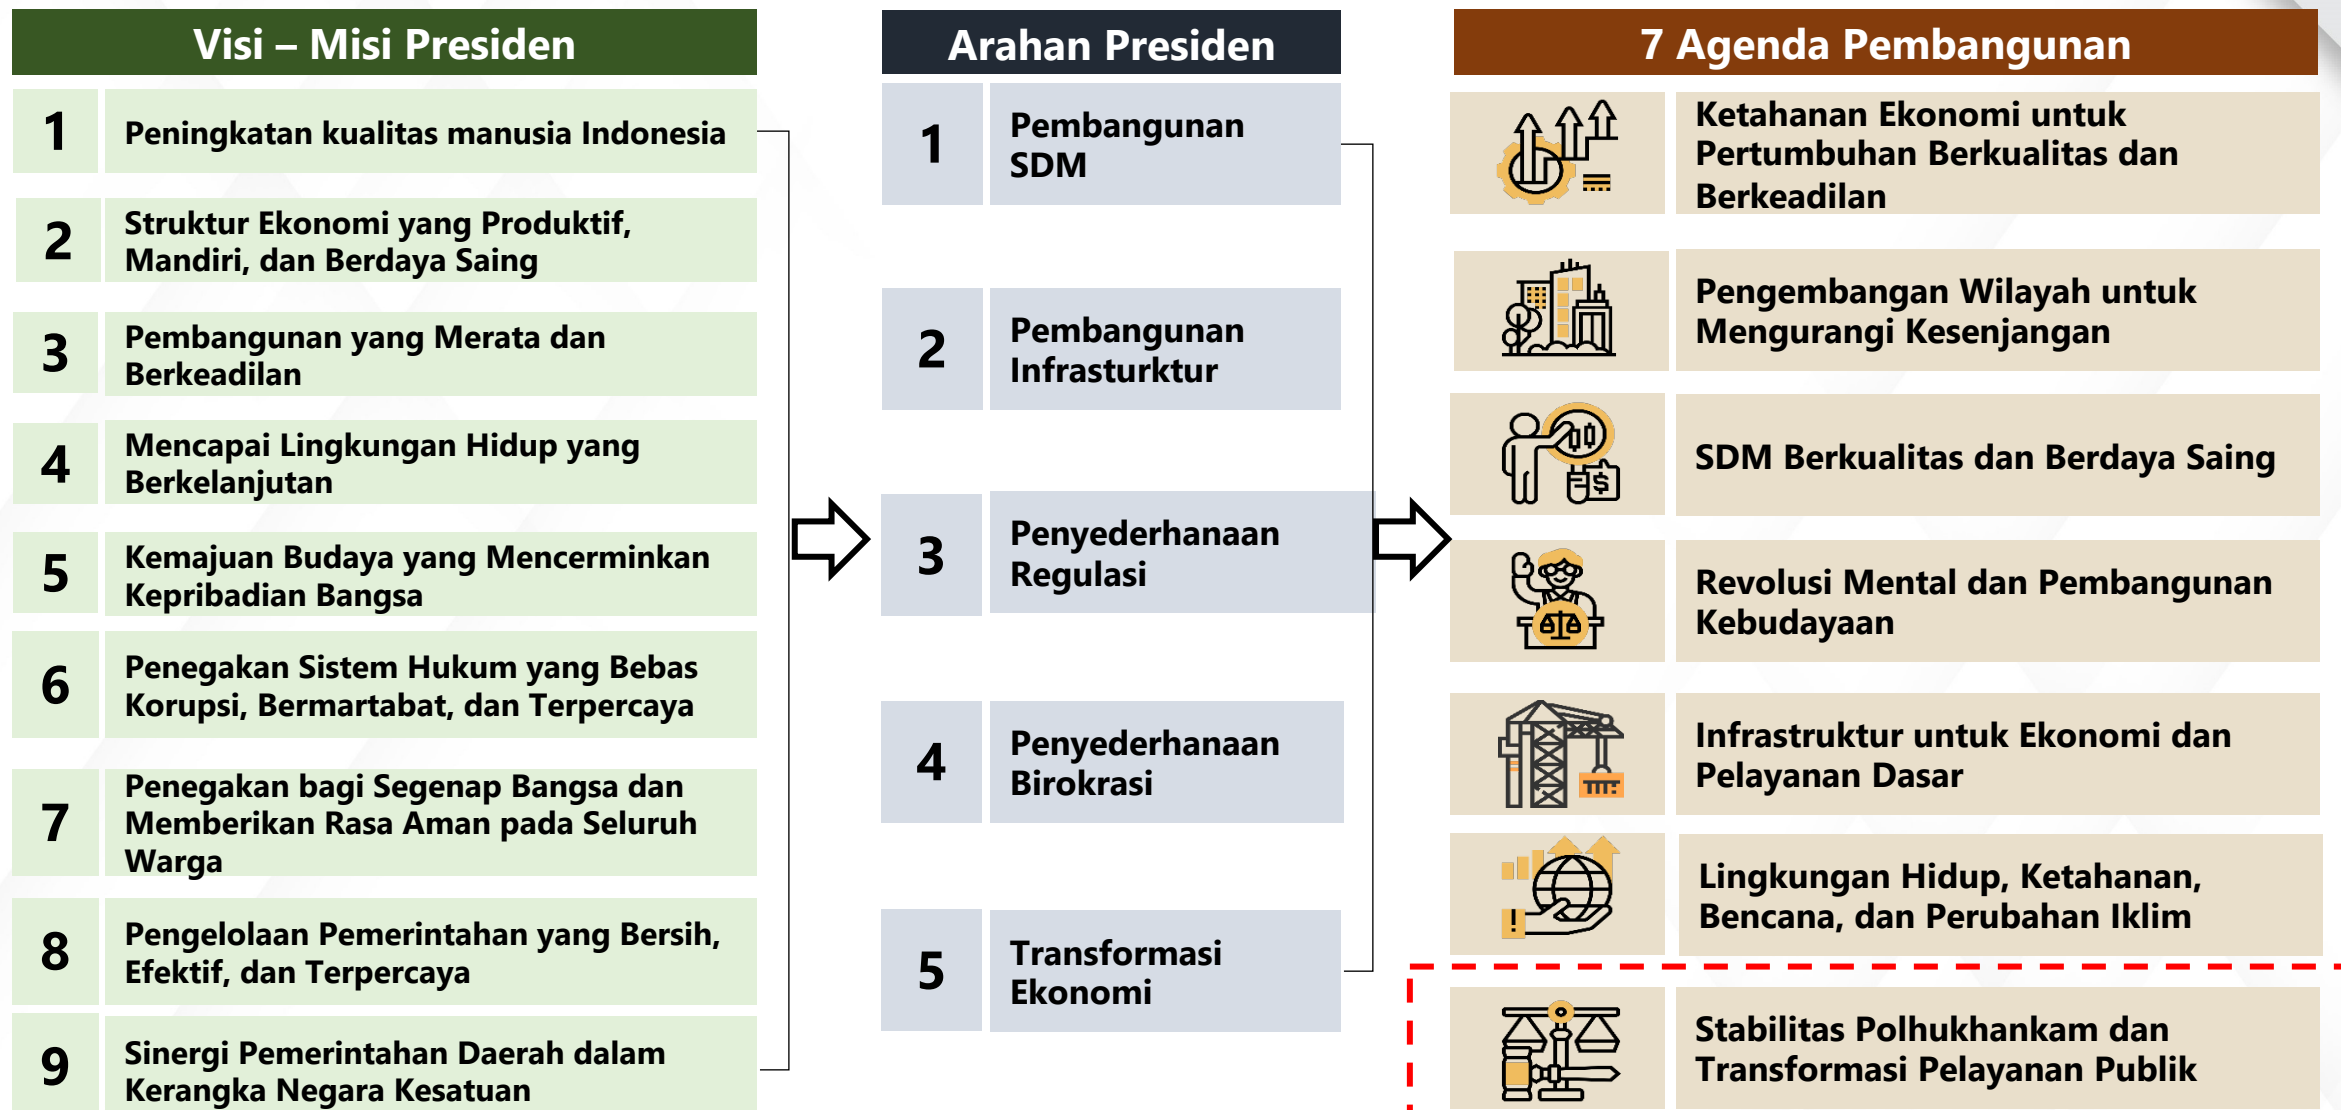 Visi – Misi Presiden
1
Peningkatan kualitas manusia Indonesia
2
Struktur Ekonomi yang Produktif,
Mandiri, dan Berdaya Saing
3
Pembangunan yang Merata dan
Berkeadilan
4
Mencapai Lingkungan Hidup yang
Berkelanjutan
5
Kemajuan Budaya yang Mencerminkan
Kepribadian Bangsa
6
Penegakan Sistem Hukum yang Bebas
Korupsi, Bermartabat, dan Terpercaya
7
Penegakan bagi Segenap Bangsa dan
Memberikan Rasa Aman pada Seluruh
Warga
8
Pengelolaan Pemerintahan yang Bersih,
Efektif, dan Terpercaya
9
Sinergi Pemerintahan Daerah dalam
Kerangka Negara Kesatuan
Arahan Presiden
1
Pembangunan
SDM
2
Pembangunan
Infrasturktur
3
Penyederhanaan
Regulasi
4
Penyederhanaan
Birokrasi
5
Transformasi
Ekonomi
7 Agenda Pembangunan
Ketahanan Ekonomi untuk
Pertumbuhan Berkualitas dan
Berkeadilan
Pengembangan Wilayah untuk
Mengurangi Kesenjangan
SDM Berkualitas dan Berdaya Saing
Revolusi Mental dan Pembangunan
Kebudayaan
Infrastruktur untuk Ekonomi dan
Pelayanan Dasar
Lingkungan Hidup, Ketahanan,
Bencana, dan Perubahan Iklim
Stabilitas Polhukhankam dan
Transformasi Pelayanan Publik